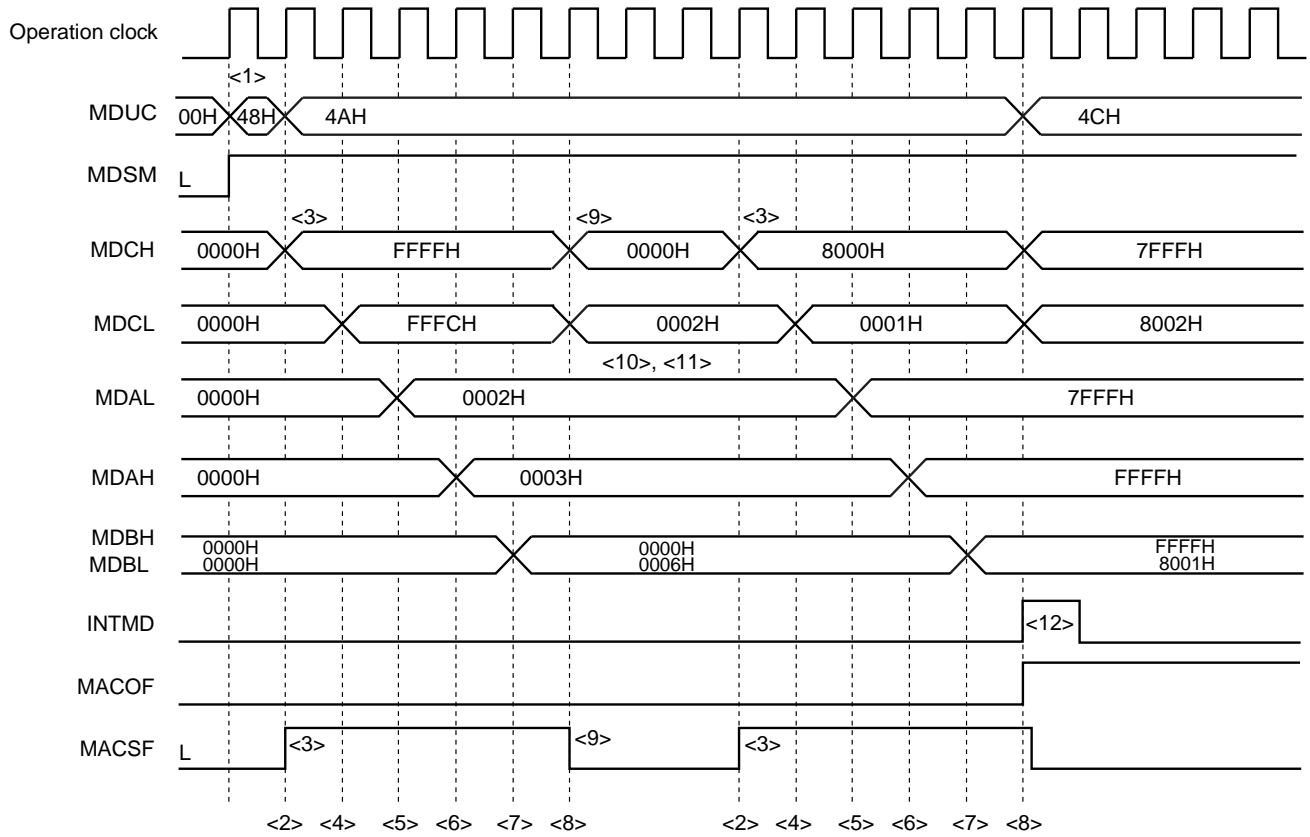 Operation clock
<1>
MDUC 00H 48H 4AH 4CH
MDSM L
<3> <9> <3>
MDCH 0000H FFFFH 0000H 8000H 7FFFH
MDCL 0000H FFFCH 0002H 0001H 8002H
<10>, <11>
MDAL 0000H 0002H 7FFFH
MDAH 0000H 0003H FFFFH
MDBH 0000H 0000H FFFFH
MDBL 0000H 0006H 8001H
INTMD <12>
MACOF
MACSF L <3> <9> <3>
<2> <4> <5> <6> <7> <8> <2> <4> <5> <6> <7> <8>